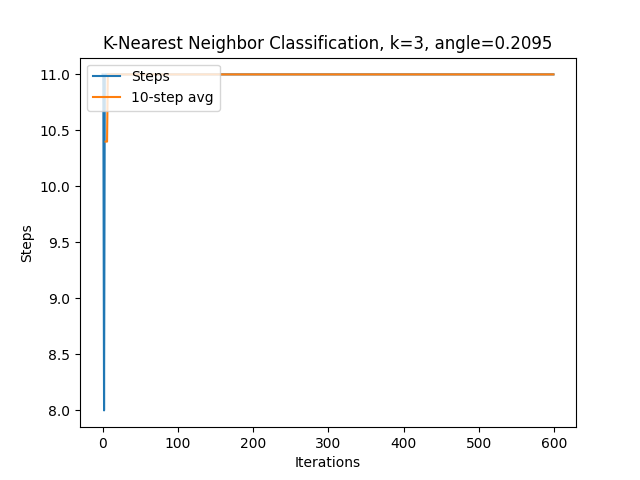 K-Nearest Neighbor Classification, k=3, angle=0.2095
11.0
10.5
10.0
9.5
9.0
8.5
8.0
Steps
Steps
10-step avg
0 100 200 300 400 500 600
Iterations